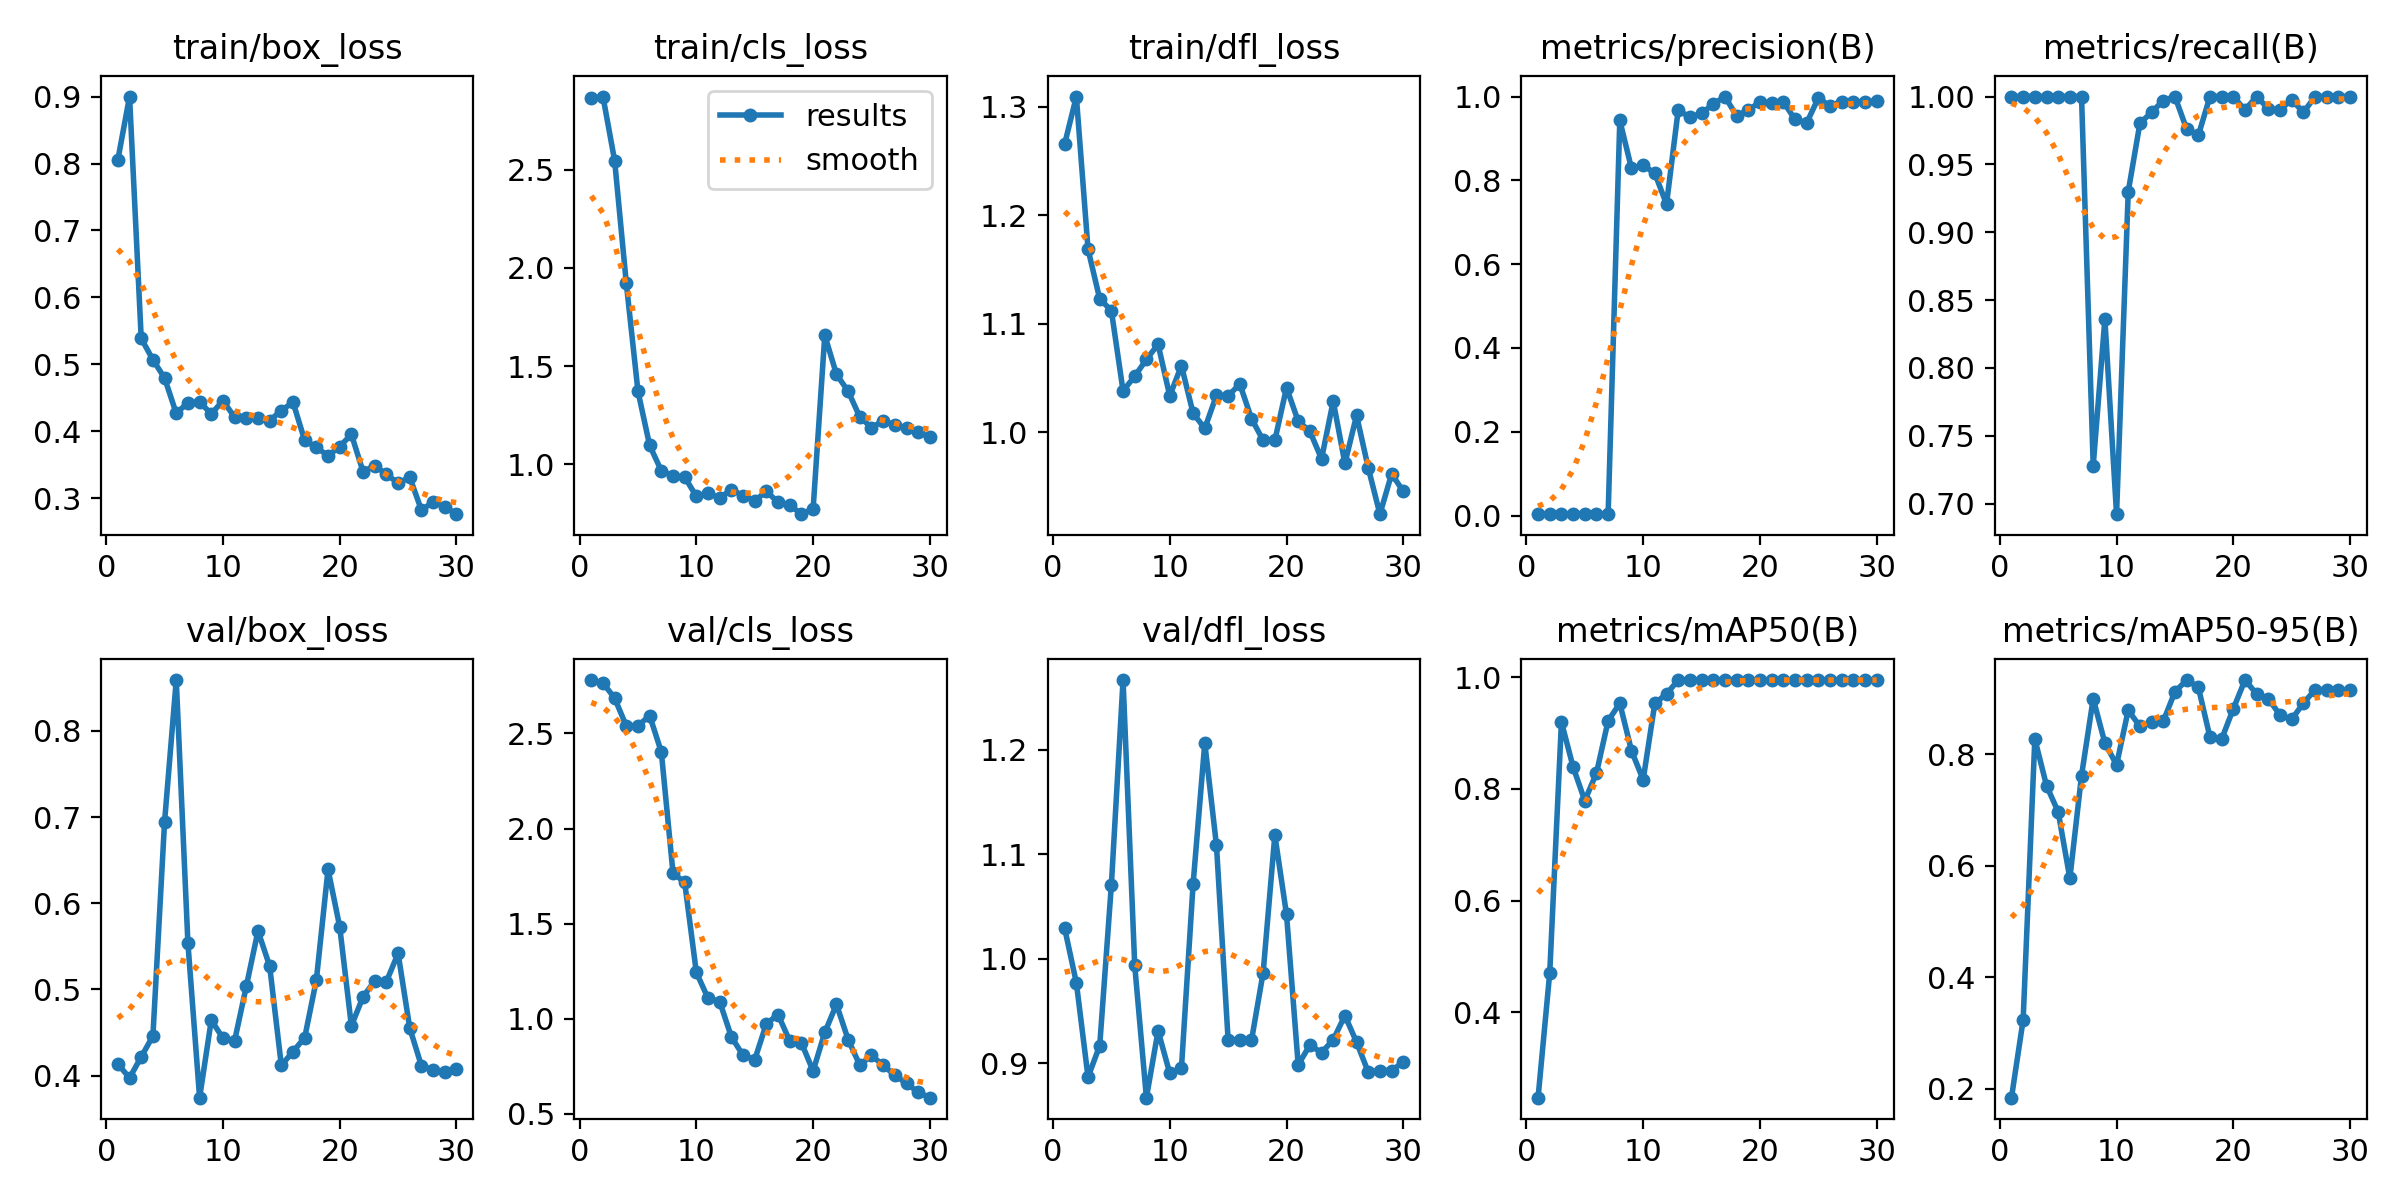 train/box_loss
0.9
0.8
0.7
0.6
0.5
0.4
0.3
0 10 20 30
train/cls_loss
results
smooth
2.5
2.0
1.5
1.0
0 10 20 30
train/dfl_loss
1.3
1.2
1.1
1.0
0 10 20 30
metrics/precision(B)
1.0
0.8
0.6
0.4
0.2
0.0
0 10 20 30
metrics/recall(B)
1.00
0.95
0.90
0.85
0.80
0.75
0.70
0 10 20 30
val/box_loss
0.8
0.7
0.6
0.5
0.4
0 10 20 30
val/cls_loss
2.5
2.0
1.5
1.0
0.5
0 10 20 30
val/dfl_loss
1.2
1.1
1.0
0.9
0 10 20 30
metrics/mAP50(B)
1.0
0.8
0.6
0.4
0 10 20 30
metrics/mAP50-95(B)
0.8
0.6
0.4
0.2
0 10 20 30